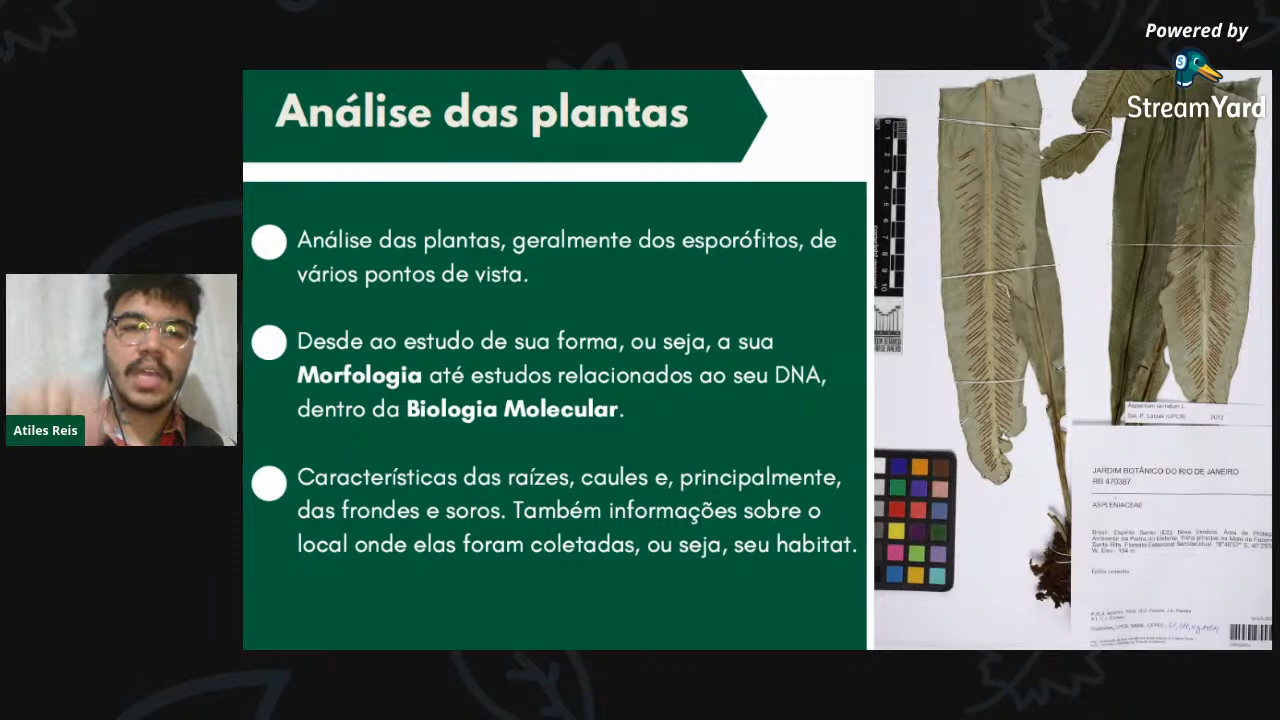 Powered by
StreamYard
Análise das plantas
Análise das plantas, geralmente dos esporófitos, de
vários pontos de vista.
Desde ao estudo de sua forma, ou seja, a sua
Morfologia até estudos relacionados ao seu DNA,
dentro da Biologia Molecular.
Características das raízes, caules e, principalmente,
das frondes e soros. Também informações sobre o
local onde elas foram coletadas, ou seja, seu habitat.
Atiles Reis
JARDIM BOTÂNICO DO RIO DE JANEIRO
RB 470387
ASPLENIACEAE